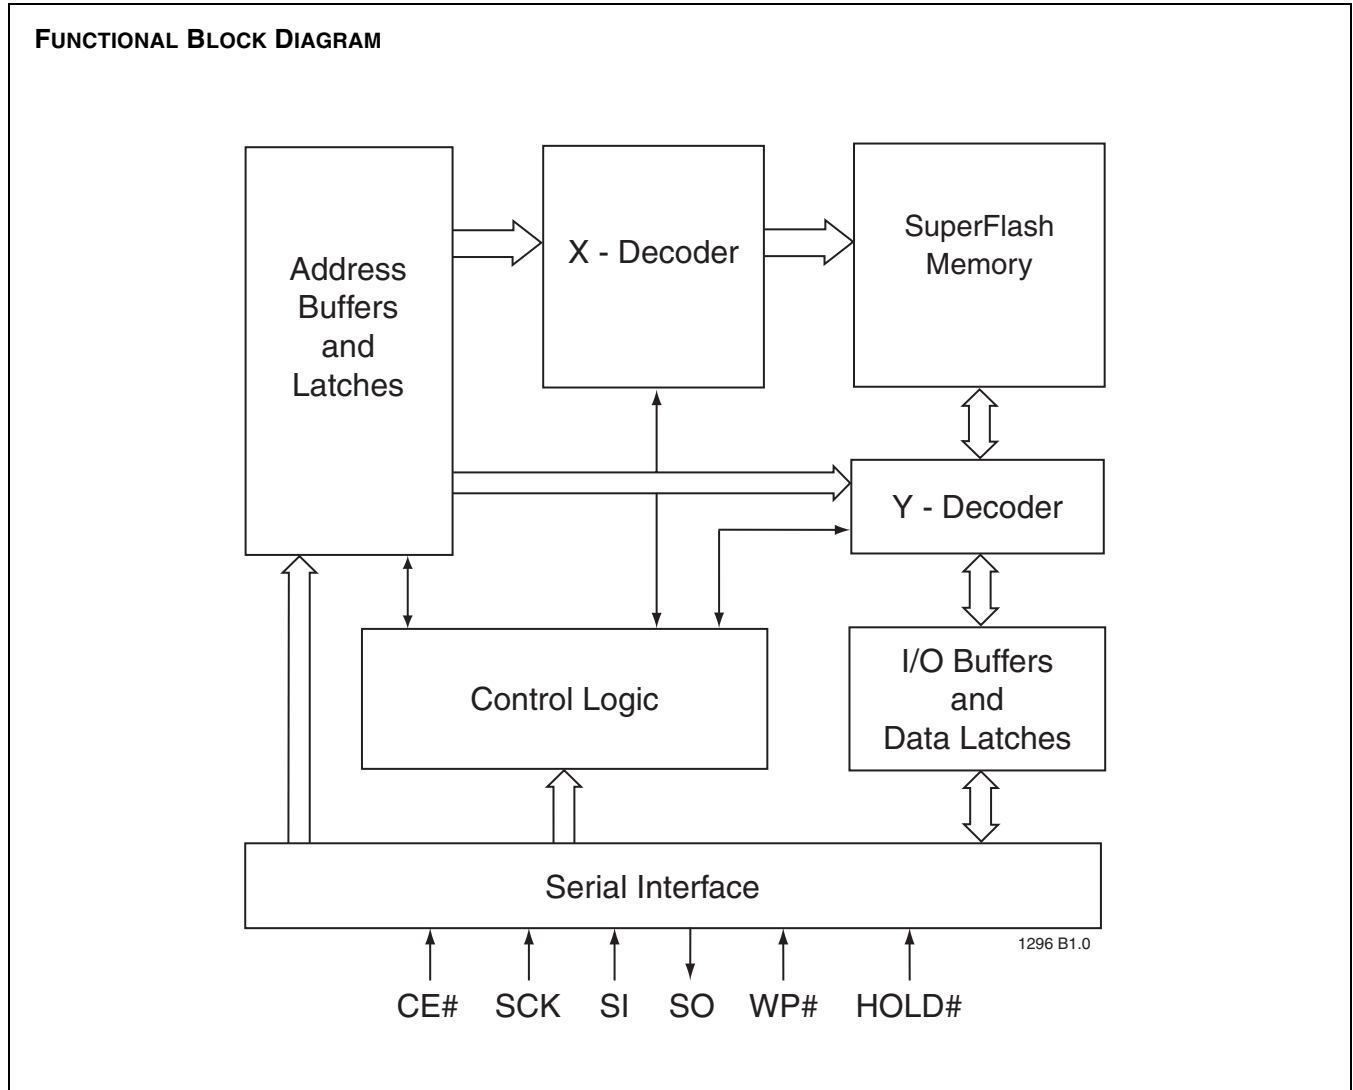 FUNCTIONAL BLOCK DIAGRAM
Address
Buffers
and
Latches
X - Decoder
SuperFlash
Memory
Y - Decoder
Control Logic
I/O Buffers
and
Data Latches
Serial Interface
1296 B1.0
CE# SCK SI SO WP# HOLD#